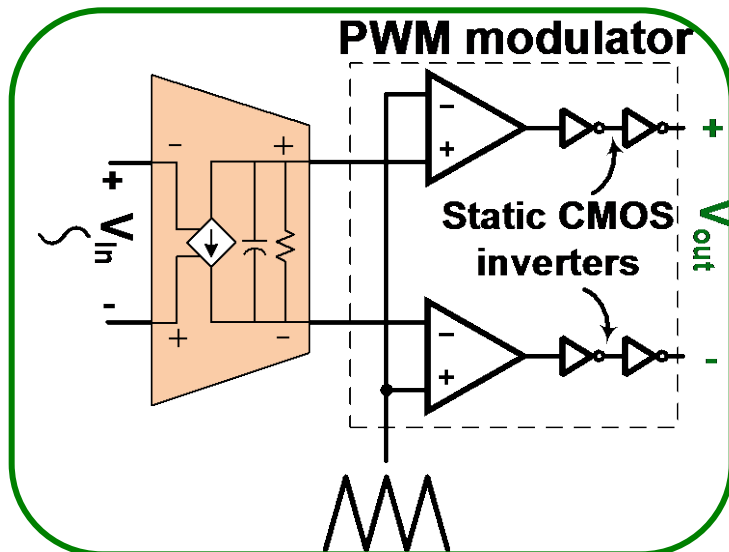 PWM modulator
-
+
-
+
+
V
In
-
+
-
-
+
Static CMOS
inverters
-
+
+
V
out
-